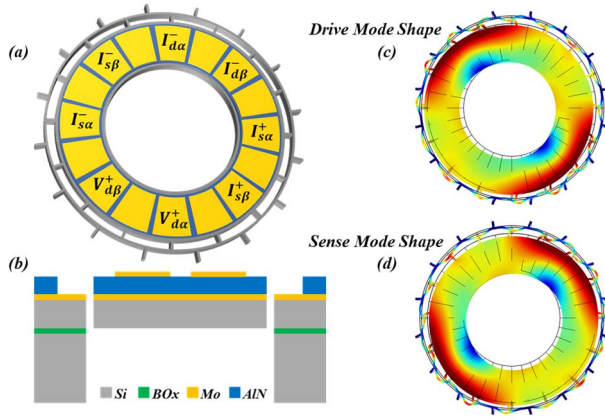 (a)
I⁻dα
I⁻dβ
I⁺sα
I⁺sβ
V⁺dα
V⁺dβ
I⁻sα
I⁻sβ
(b)
Si
BOx
Mo
AlN
Drive Mode Shape
(c)
Sense Mode Shape
(d)